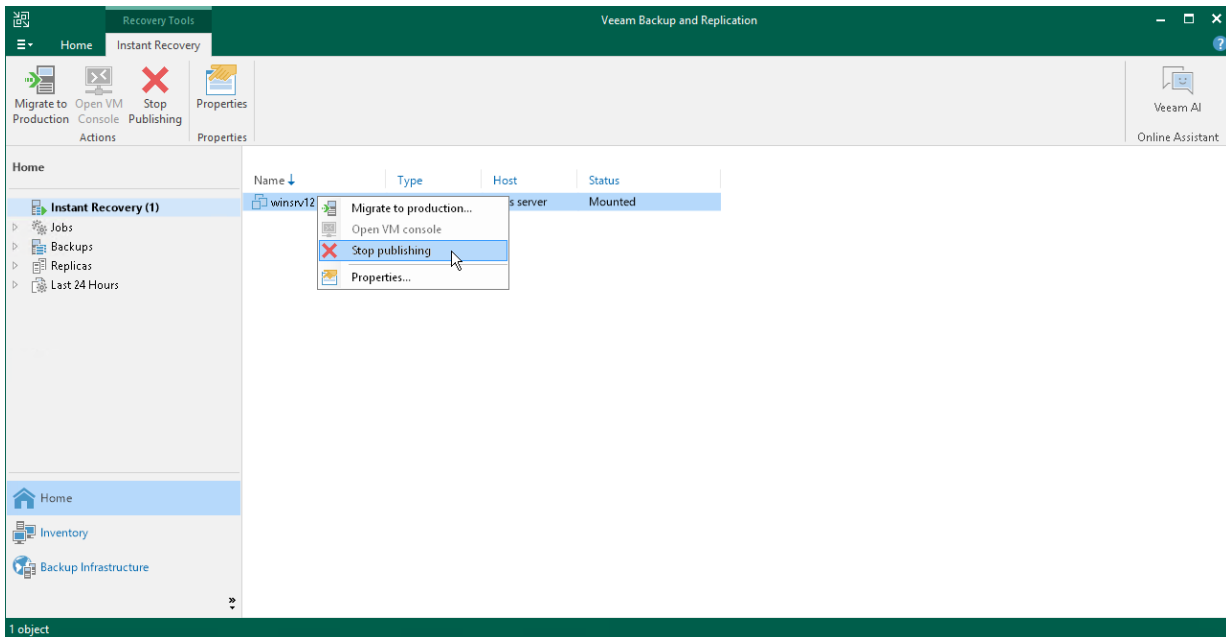 Recovery Tools
Veeam Backup and Replication
Home
Instant Recovery
Migrate to Production
Open VM Console
Stop Publishing
Properties
Veeam AI
Actions
Properties
Online Assistant
Home
Instant Recovery (1)
Jobs
Backups
Replicas
Last 24 Hours
Home
Inventory
Backup Infrastructure
Name Type Host Status
winsrv12 s server Mounted
Migrate to production...
Open VM console
Stop publishing
Properties...
1 object